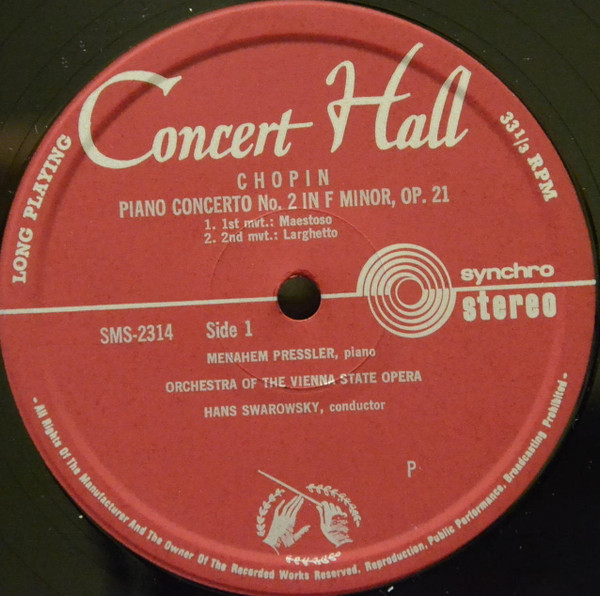 Concert Hall
LONG PLAYING
33 1/3 RPM
CHOPIN
PIANO CONCERTO No. 2 IN F MINOR, OP. 21
1. 1st mvt.: Maestoso
2. 2nd mvt.: Larghetto
synchro
stereo
SMS-2314 Side 1
MENAHEM PRESSLER, piano
ORCHESTRA OF THE VIENNA STATE OPERA
HANS SWAROWSKY, conductor
P
- All Rights Of The Manufacturer And The Owner Of The Recorded Works Reserved. Reproduction, Public Performance, Broadcasting Prohibited -